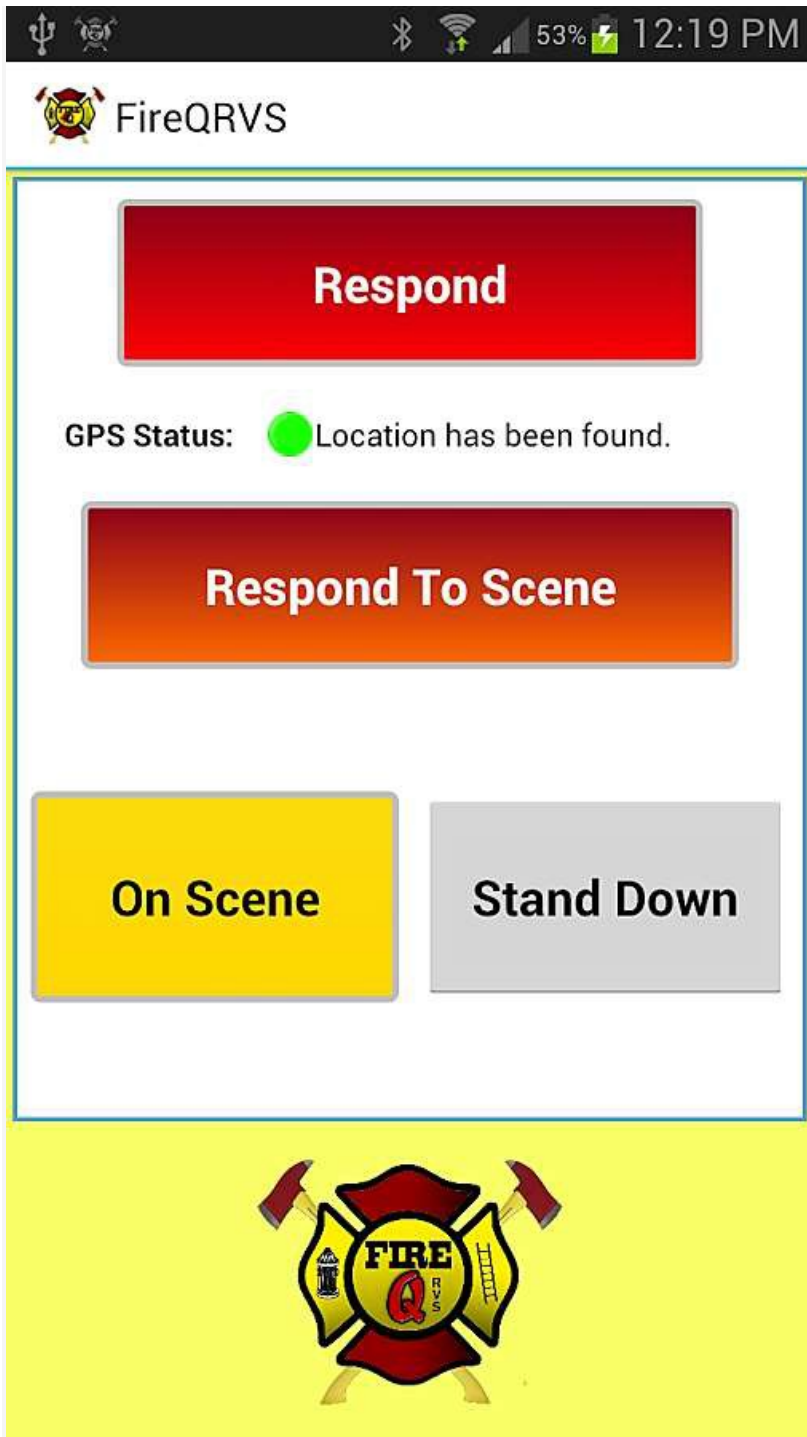 53% 12:19 PM
FireQRVS
Respond
GPS Status: Location has been found.
Respond To Scene
On Scene Stand Down
FIRE
Q RVS